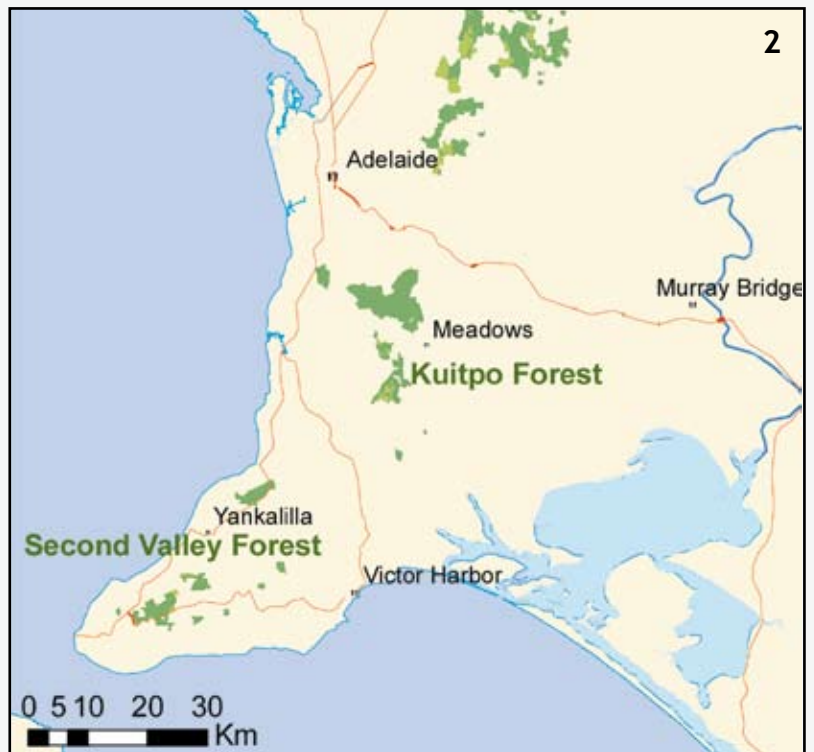 2
Adelaide
Murray Bridge
Meadows
Kuitpo Forest
Yankalilla
Second Valley Forest
Victor Harbor
0 5 10 20 30
Km